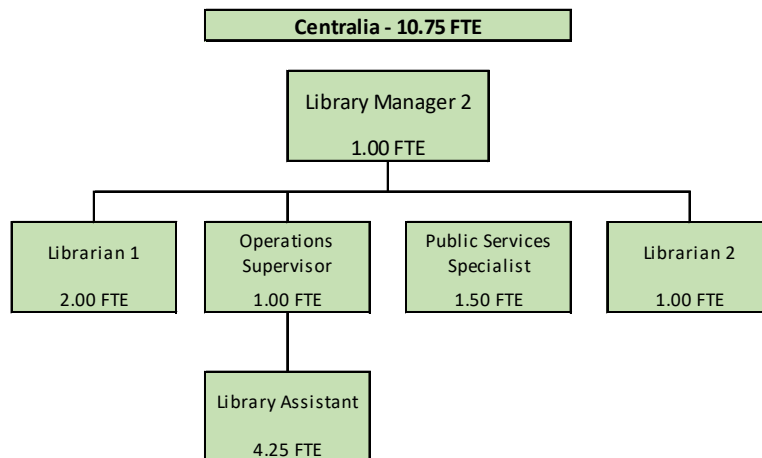 Centralia - 10.75 FTE
Library Manager 2
1.00 FTE
Librarian 1
2.00 FTE
Operations
Supervisor
1.00 FTE
Public Services
Specialist
1.50 FTE
Librarian 2
1.00 FTE
Library Assistant
4.25 FTE